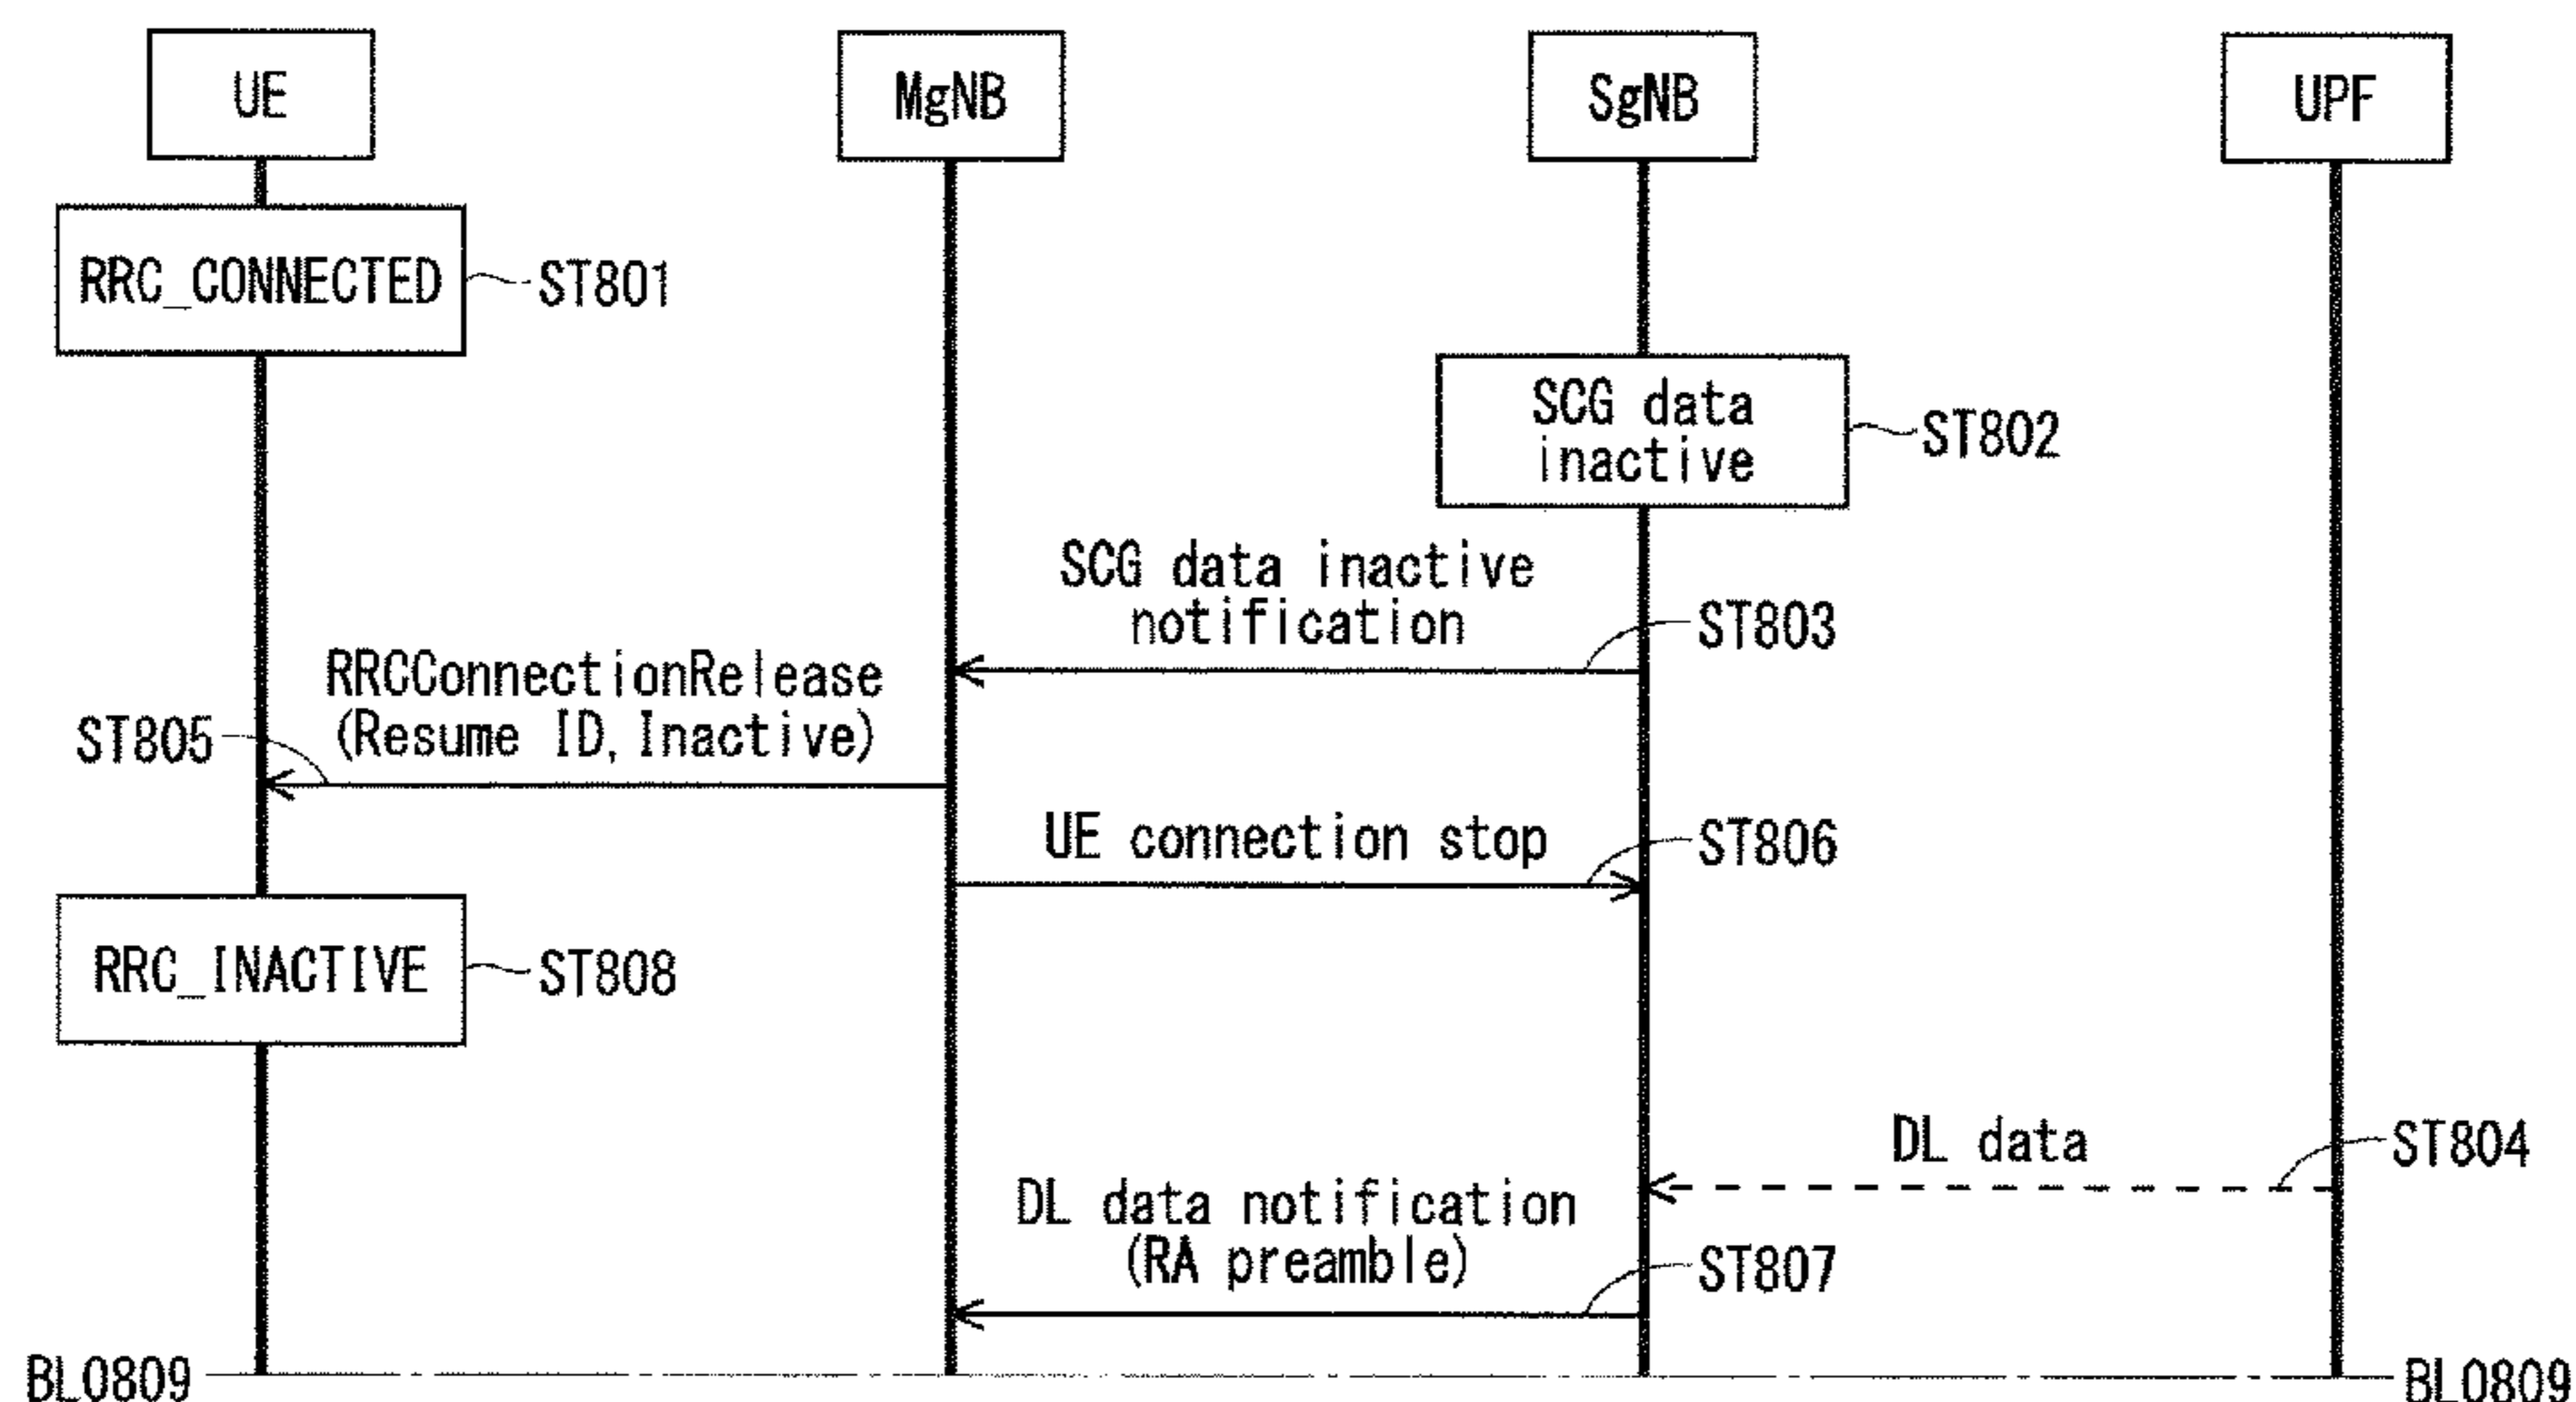 UE
MgNB
SgNB
UPF
RRC_CONNECTED
ST801
SCG data
inactive
ST802
SCG data inactive
notification
ST803
RRCConnectionRelease
(Resume ID, Inactive)
ST805
UE connection stop
ST806
RRC_INACTIVE
ST808
DL data
ST804
DL data notification
(RA preamble)
ST807
BL0809
BL0809